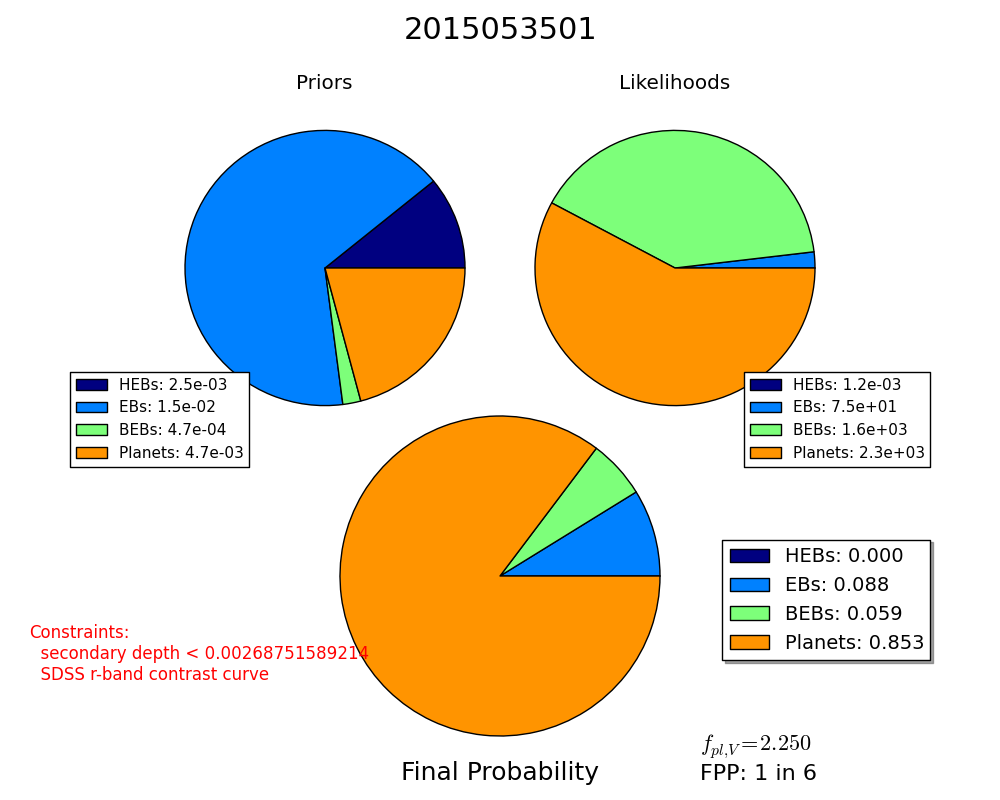 2015053501
Priors
Likelihoods
HEBs: 2.5e-03
EBs: 1.5e-02
BEBs: 4.7e-04
Planets: 4.7e-03
HEBs: 1.2e-03
EBs: 7.5e+01
BEBs: 1.6e+03
Planets: 2.3e+03
HEBs: 0.000
EBs: 0.088
BEBs: 0.059
Planets: 0.853
Constraints:
secondary depth < 0.00268751589214
SDSS r-band contrast curve
f_{pl,V}=2.250
Final Probability
FPP: 1 in 6